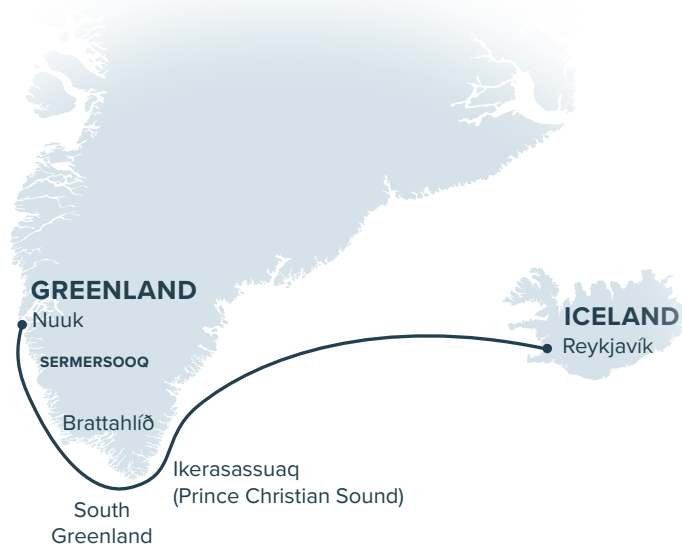 GREENLAND
Nuuk
ICELAND
Reykjavík
SERMERSOOQ
Brattahlíð
Ikerasassuaq
(Prince Christian Sound)
South
Greenland